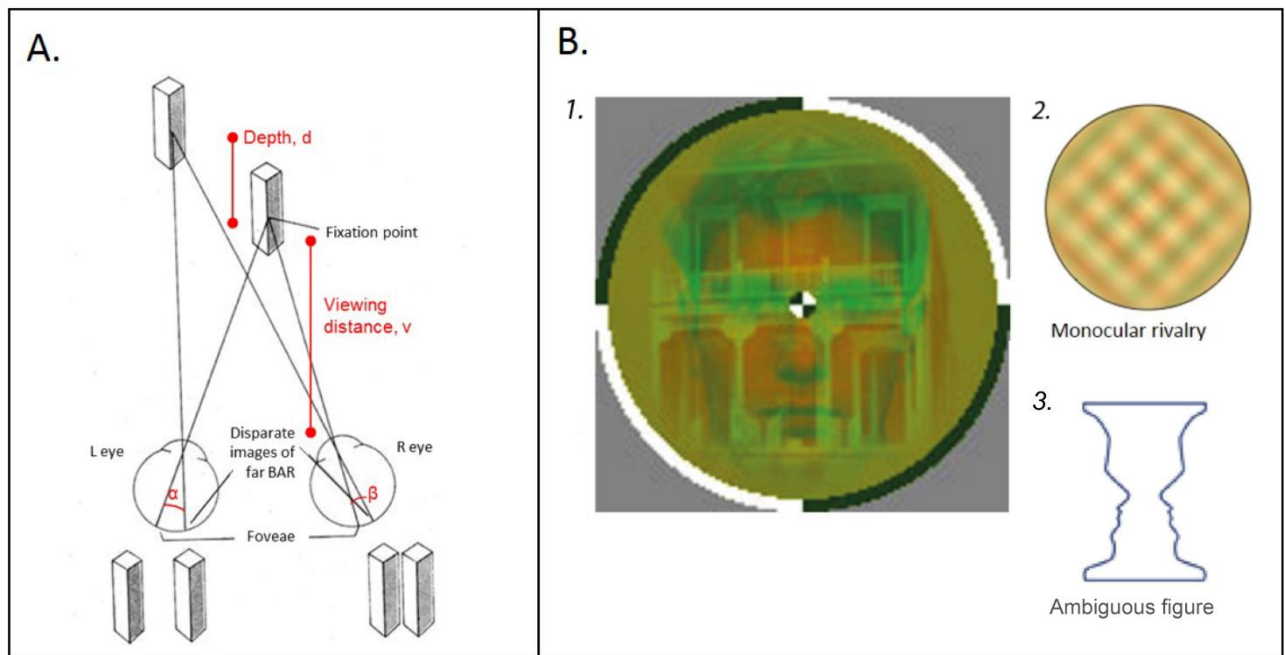 A.
Depth, d
Fixation point
Viewing
distance, v
L eye
Disparate
images of
far BAR
R eye
α
β
Foveae
B.
1.
2.
Monocular rivalry
3.
Ambiguous figure